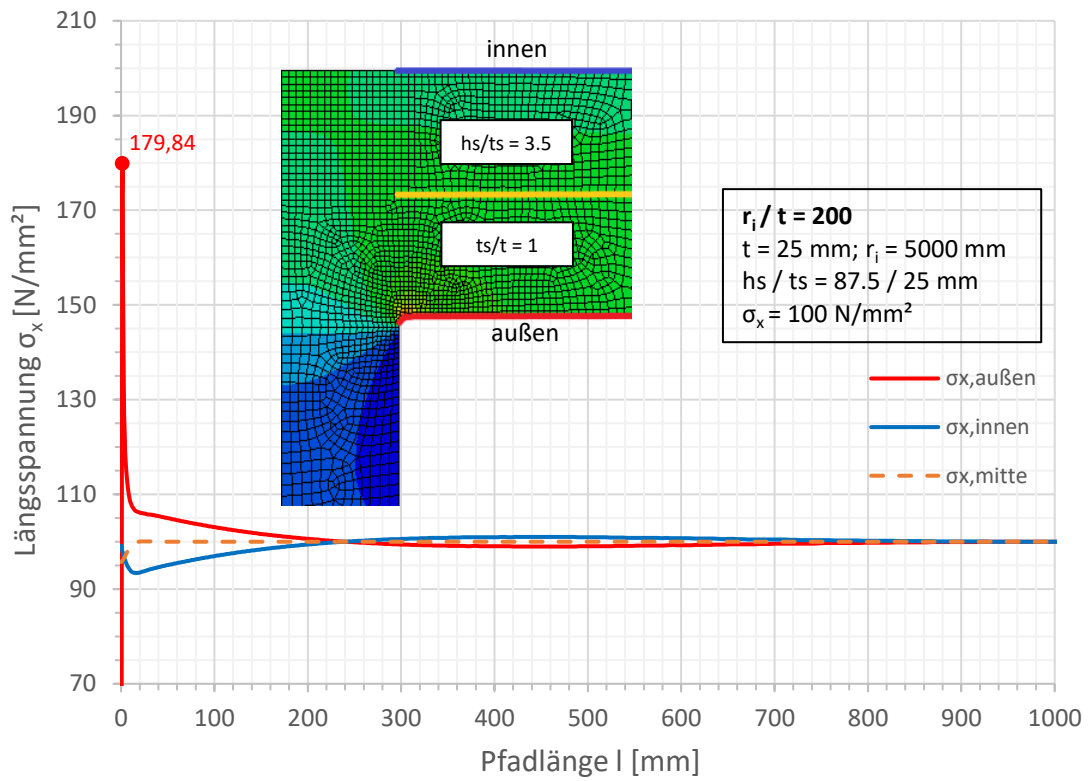 Längsspannung σx [N/mm²]
210
190
170
150
130
110
90
70
179,84
innen
hs/ts = 3.5
ts/t = 1
außen
ri / t = 200
t = 25 mm; ri = 5000 mm
hs / ts = 87.5 / 25 mm
σx = 100 N/mm²
σx,außen
σx,innen
σx,mitte
0 100 200 300 400 500 600 700 800 900 1000
Pfadlänge l [mm]